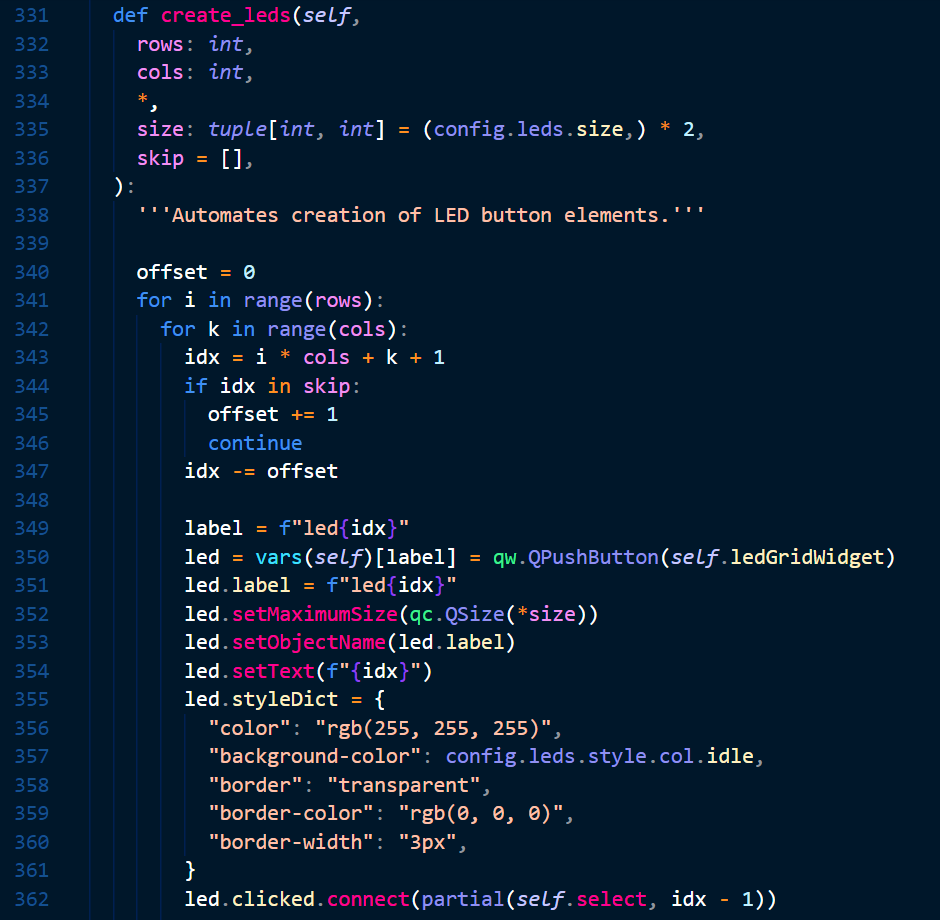 331 def create_leds(self,
332 rows: int,
333 cols: int,
334 *,
335 size: tuple[int, int] = (config.leds.size,) * 2,
336 skip = [],
337 ):
338 '''Automates creation of LED button elements.'''
339
340 offset = 0
341 for i in range(rows):
342 for k in range(cols):
343 idx = i * cols + k + 1
344 if idx in skip:
345 offset += 1
346 continue
347 idx -= offset
348
349 label = f"led{idx}"
350 led = vars(self)[label] = qw.QPushButton(self.ledGridWidget)
351 led.label = f"led{idx}"
352 led.setMaximumSize(qc.QSize(*size))
353 led.setObjectName(led.label)
354 led.setText(f"{idx}")
355 led.styleDict = {
356 "color": "rgb(255, 255, 255)",
357 "background-color": config.leds.style.col.idle,
358 "border": "transparent",
359 "border-color": "rgb(0, 0, 0)",
360 "border-width": "3px",
361 }
362 led.clicked.connect(partial(self.select, idx - 1))